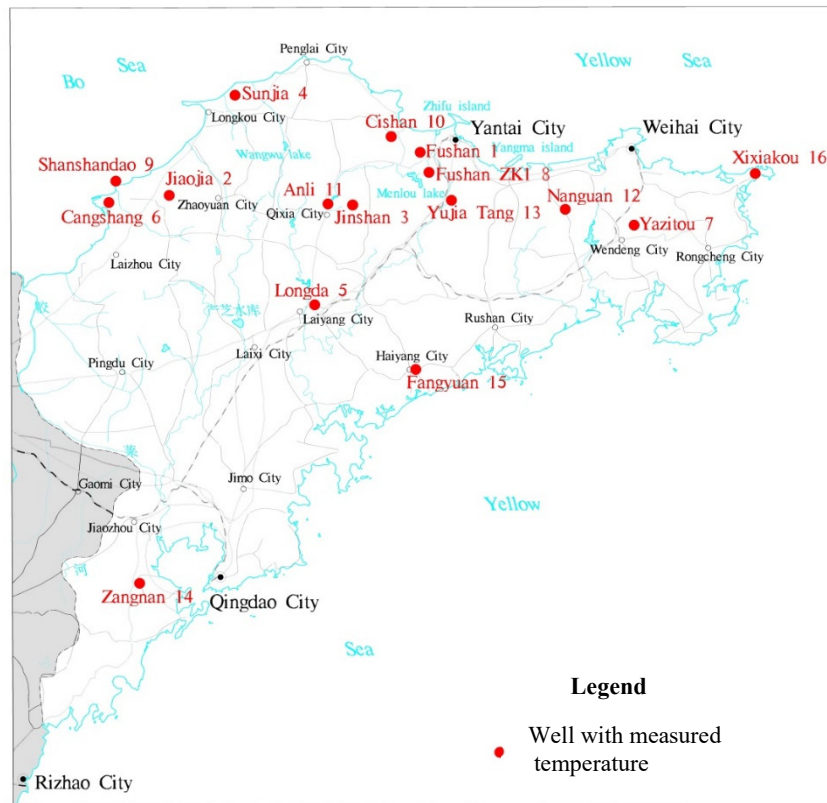 Penglai City
Bo Sea
Yellow Sea
Sunjia 4
Longkou City
Zhifu island
Cishan 10
Yantai City
Weihai City
Wangwu lake
Fushan 1
Yangma island
Xixiakou 16
Shanshandao 9
Jiaojia 2
Fushan ZK1 8
Anli 11
Menlou lake
Nanguan 12
Cangshang 6
Zhaoyuan City
Qixia City
Jinshan 3
Yujia Tang 13
Yazitou 7
Wendeng City
Rongcheng City
Laizhou City
Longda 5
Laiyang City
Rushan City
胶
Laixi City
Haiyang City
Pingdu City
Fangyuan 15
莱
Gaomi City
Jimo City
Yellow
Jiaozhou City
河
Zangnan 14
Qingdao City
Sea
Legend
Well with measured
temperature
Rizhao City